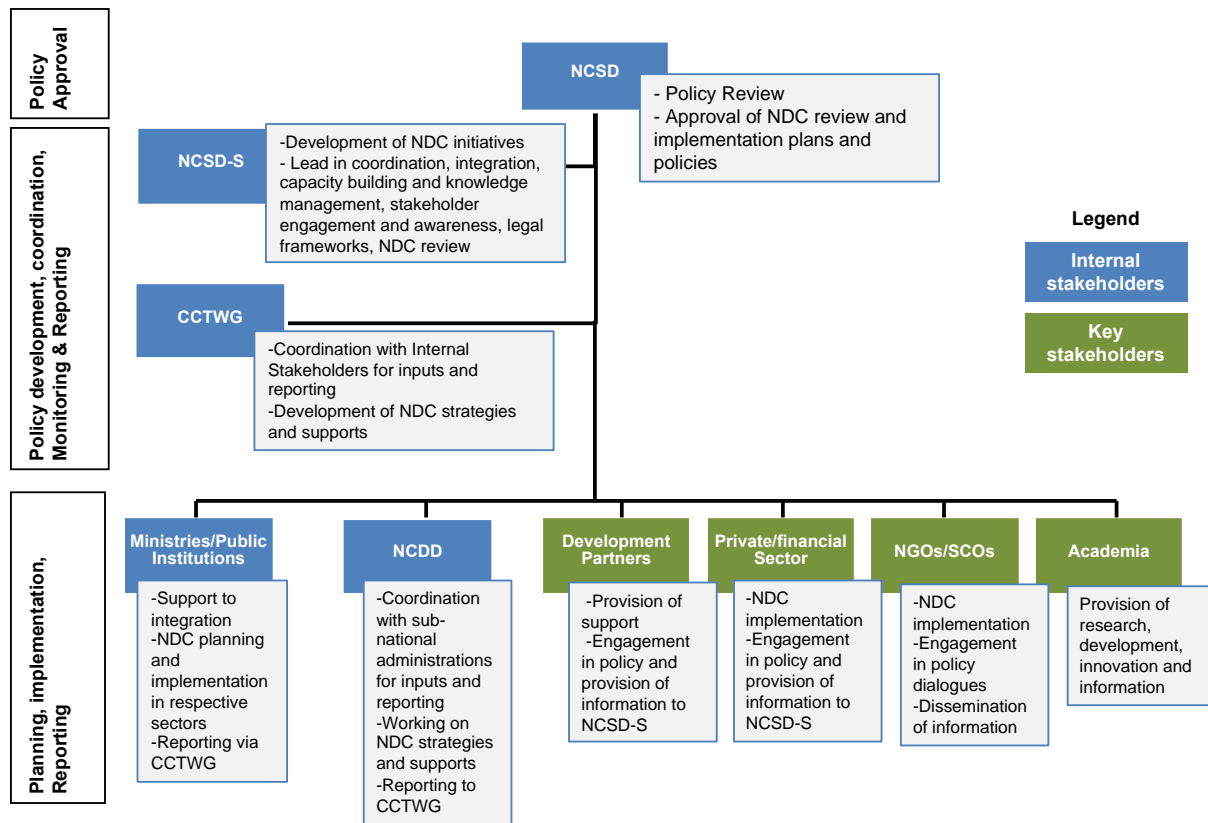 Policy
Approval
NCSD
- Policy Review
- Approval of NDC review and
implementation plans and
policies
Policy development, coordination,
Monitoring & Reporting
NCSD-S
-Development of NDC initiatives
- Lead in coordination, integration,
capacity building and knowledge
management, stakeholder
engagement and awareness, legal
frameworks, NDC review
Legend
Internal
stakeholders
Key
stakeholders
CCTWG
-Coordination with Internal
Stakeholders for inputs and
reporting
-Development of NDC strategies
and supports
Planning, implementation,
Reporting
Ministries/Public
Institutions
-Support to
integration
-NDC planning
and
implementation
in respective
sectors
-Reporting via
CCTWG
NCDD
-Coordination
with sub-
national
administrations
for inputs and
reporting
-Working on
NDC strategies
and supports
-Reporting to
CCTWG
Development
Partners
-Provision of
support
-Engagement
in policy and
provision of
information to
NCSD-S
Private/financial
Sector
-NDC
implementation
-Engagement in
policy and
provision of
information to
NCSD-S
NGOs/SCOs
-NDC
implementation
-Engagement
in policy
dialogues
-Dissemination
of information
Academia
Provision of
research,
development,
innovation and
information